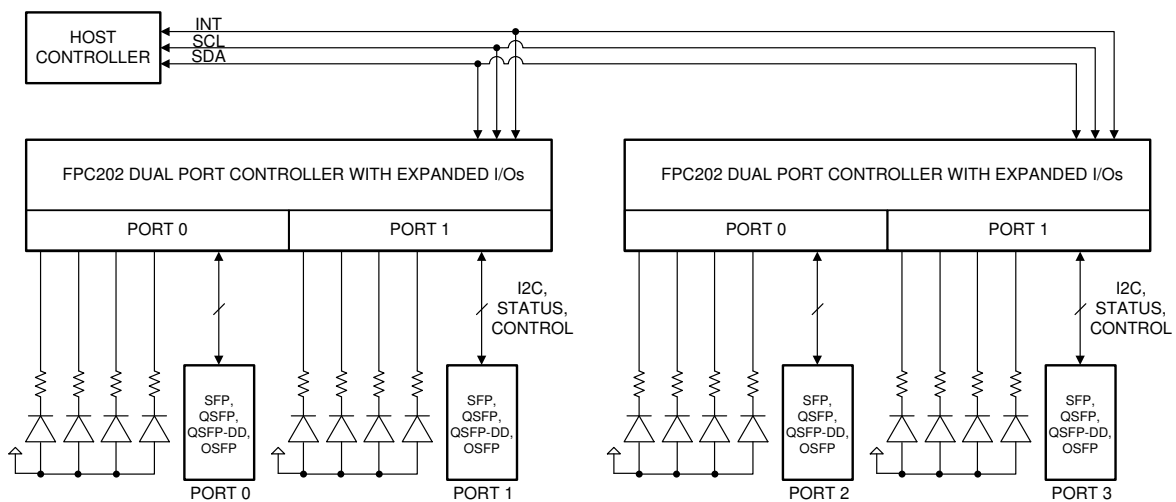 HOST
CONTROLLER
INT
SCL
SDA
FPC202 DUAL PORT CONTROLLER WITH EXPANDED I/Os
PORT 0
PORT 1
I2C,
STATUS,
CONTROL
SFP,
QSFP,
QSFP-DD,
OSFP
PORT 0
SFP,
QSFP,
QSFP-DD,
OSFP
PORT 1
FPC202 DUAL PORT CONTROLLER WITH EXPANDED I/Os
PORT 0
PORT 1
I2C,
STATUS,
CONTROL
SFP,
QSFP,
QSFP-DD,
OSFP
PORT 2
SFP,
QSFP,
QSFP-DD,
OSFP
PORT 3